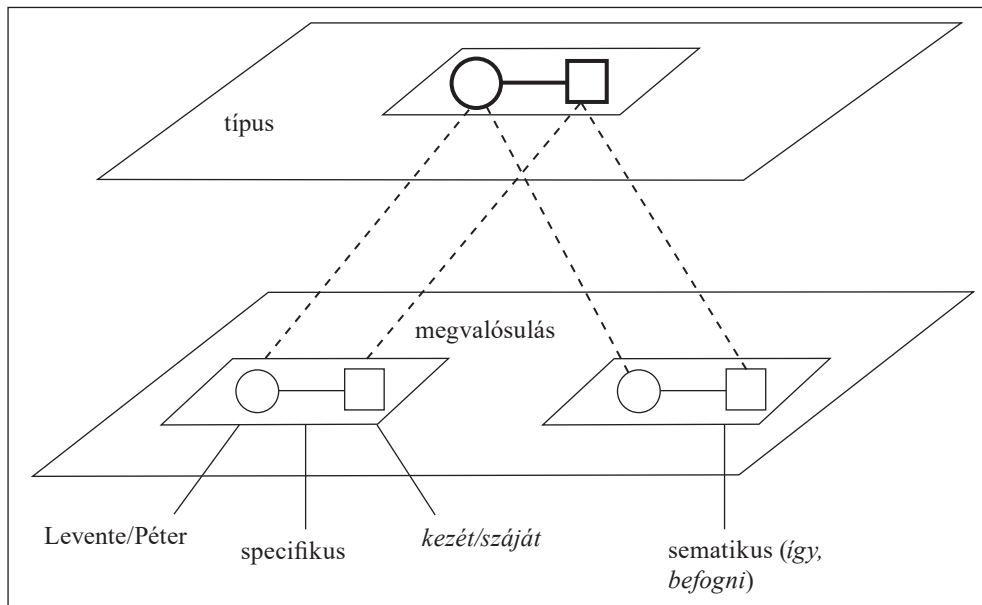 típus
megvalósulás
Levente/Péter
specifikus
kezét/száját
sematikus (így,
befogni)